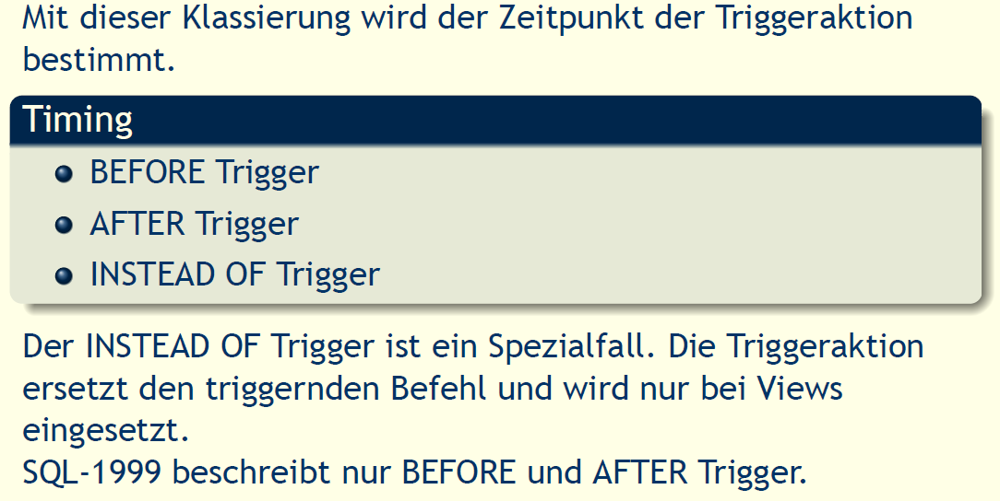 Mit dieser Klassierung wird der Zeitpunkt der Triggeraktion
bestimmt.
Timing
BEFORE Trigger
AFTER Trigger
INSTEAD OF Trigger
Der INSTEAD OF Trigger ist ein Spezialfall. Die Triggeraktion
ersetzt den triggernden Befehl und wird nur bei Views
eingesetzt.
SQL-1999 beschreibt nur BEFORE und AFTER Trigger.